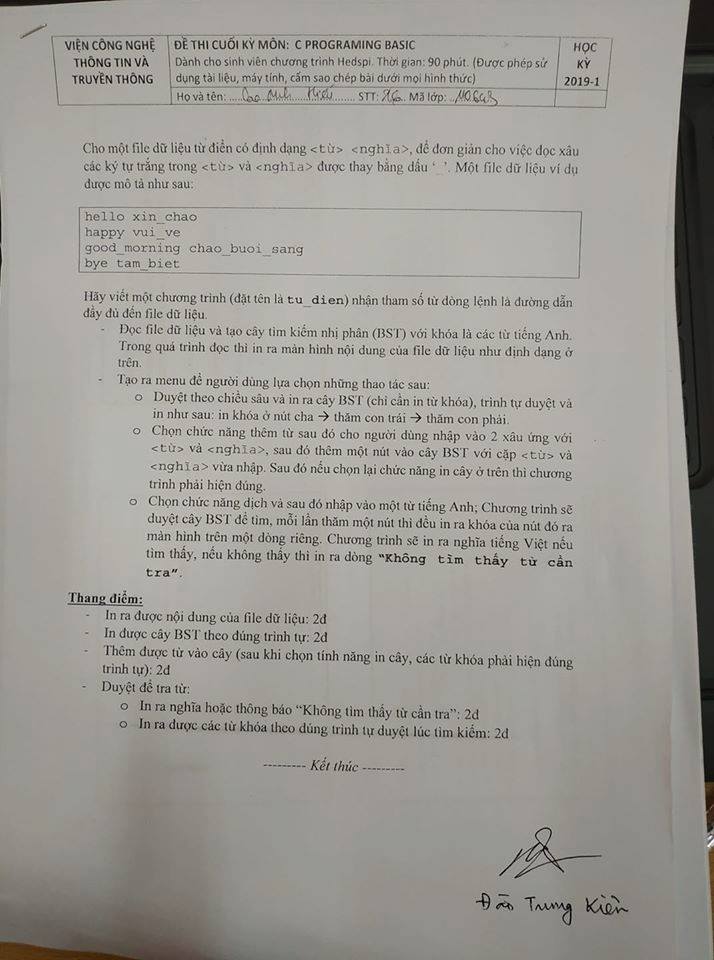 VIỆN CÔNG NGHỆ THÔNG TIN VÀ TRUYỀN THÔNG
ĐỀ THI CUỐI KỲ MÔN: C PROGRAMING BASIC
Dành cho sinh viên chương trình Hedspi. Thời gian: 90 phút. (Được phép sử
dụng tài liệu, máy tính, cấm sao chép bài dưới mọi hình thức)
Họ và tên: STT: Mã lớp:
HỌC
KỲ
2019-1
Cho một file dữ liệu từ điển có định dạng <từ> <nghĩa>, để đơn giản cho việc đọc xâu
các ký tự trắng trong <từ> và <nghĩa> được thay bằng dấu '_'. Một file dữ liệu ví dụ
được mô tả như sau:
hello xin_chao
happy vui_ve
good_morning chao_buoi_sang
bye tam_biet
Hãy viết một chương trình (đặt tên là tu_dien) nhận tham số từ dòng lệnh là đường dẫn
đầy đủ đến file dữ liệu.
- Đọc file dữ liệu và tạo cây tìm kiếm nhị phân (BST) với khóa là các từ tiếng Anh.
Trong quá trình đọc thì in ra màn hình nội dung của file dữ liệu như định dạng ở
trên.
- Tạo ra menu để người dùng lựa chọn những thao tác sau:
o Duyệt theo chiều sâu và in ra cây BST (chỉ cần in từ khóa), trình tự duyệt và
in như sau: in khóa ở nút cha → thăm con trái → thăm con phải.
o Chọn chức năng thêm từ sau đó cho người dùng nhập vào 2 xâu ứng với
<từ> và <nghĩa>, sau đó thêm một nút vào cây BST với cặp <từ> và
<nghĩa> vừa nhập. Sau đó nếu chọn lại chức năng in cây ở trên thì chương
trình phải hiện đúng.
o Chọn chức năng dịch và sau đó nhập vào một từ tiếng Anh; Chương trình sẽ
duyệt cây BST để tìm, mỗi lần thăm một nút thì đều in ra khóa của nút đó ra
màn hình trên một dòng riêng. Chương trình sẽ in ra nghĩa tiếng Việt nếu
tìm thấy, nếu không thấy thì in ra dòng "Không tìm thấy từ cần
tra".
Thang điểm:
- In ra được nội dung của file dữ liệu: 2đ
- In được cây BST theo đúng trình tự: 2đ
- Thêm được từ vào cây (sau khi chọn tính năng in cây, các từ khóa phải hiện đúng
trình tự): 2đ
- Duyệt để tra từ:
o In ra nghĩa hoặc thông báo "Không tìm thấy từ cần tra": 2đ
o In ra được các từ khóa theo đúng trình tự duyệt lúc tìm kiếm: 2đ
--------- Kết thúc ---------
Đào Trung Kiên